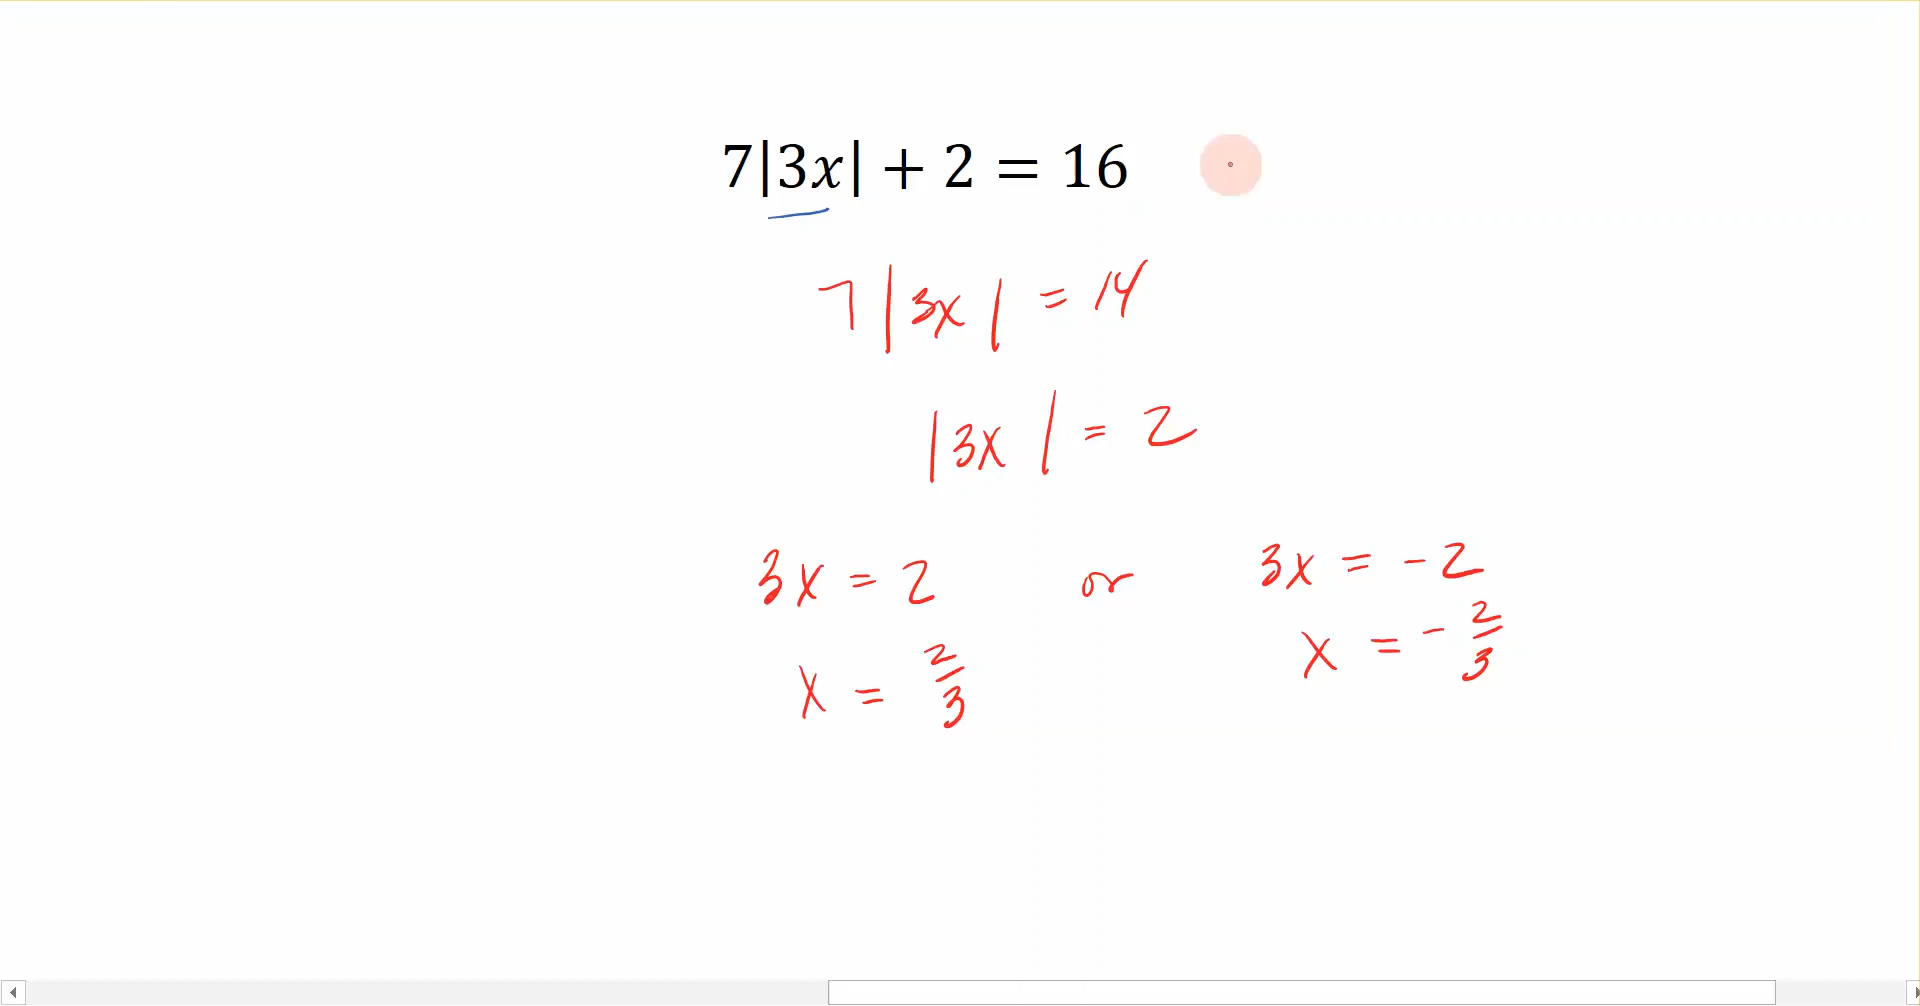 7|3x| + 2 = 16
7|3x| = 14
|3x| = 2
3x = 2 or 3x = -2
x = 2/3 x = -2/3